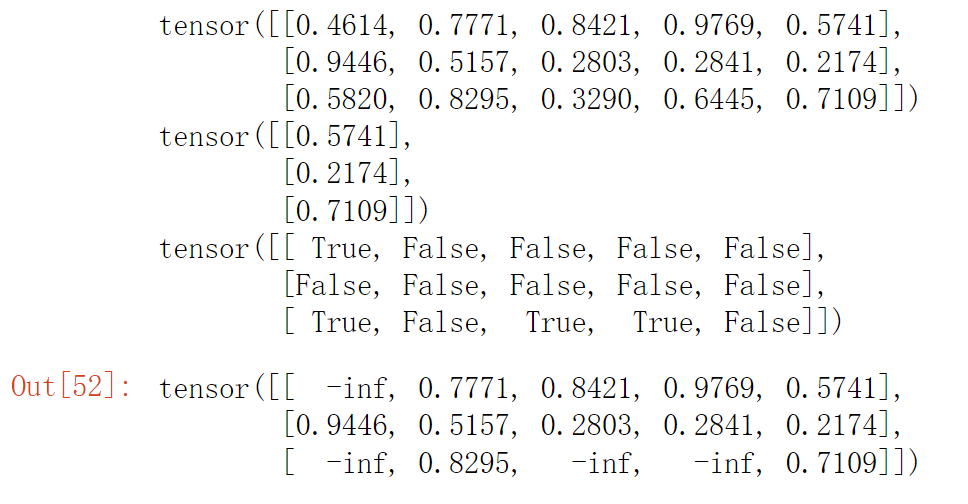 tensor([[0.4614, 0.7771, 0.8421, 0.9769, 0.5741],
        [0.9446, 0.5157, 0.2803, 0.2841, 0.2174],
        [0.5820, 0.8295, 0.3290, 0.6445, 0.7109]])
tensor([[0.5741],
        [0.2174],
        [0.7109]])
tensor([[ True, False, False, False, False],
        [False, False, False, False, False],
        [ True, False,  True,  True, False]])
Out[52]: tensor([[  -inf, 0.7771, 0.8421, 0.9769, 0.5741],
        [0.9446, 0.5157, 0.2803, 0.2841, 0.2174],
        [  -inf, 0.8295,   -inf,   -inf, 0.7109]])